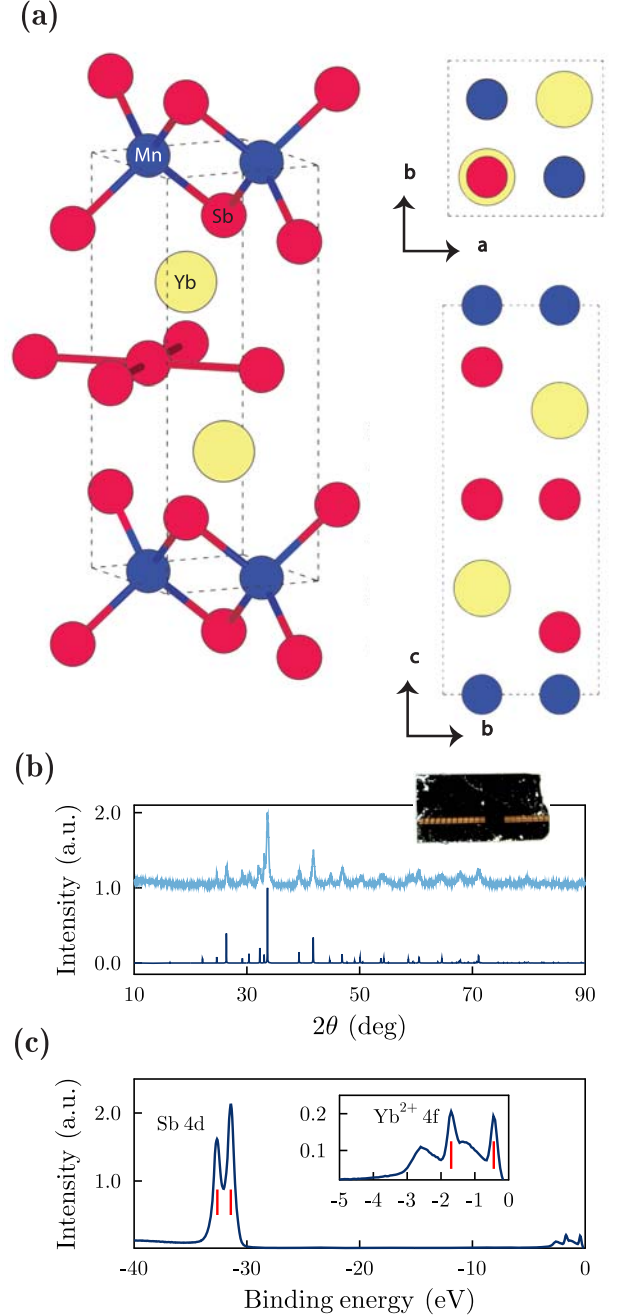 (a)
Mn
Sb
Yb
b
a
c
b
(b)
Intensity (a.u.)
2.0
1.0
0.0
10
30
50
70
90
2θ (deg)
(c)
Intensity (a.u.)
2.0
1.0
Sb 4d
Yb²⁺ 4f
0.2
0.1
-5
-4
-3
-2
-1
0
-40
-30
-20
-10
0
Binding energy (eV)